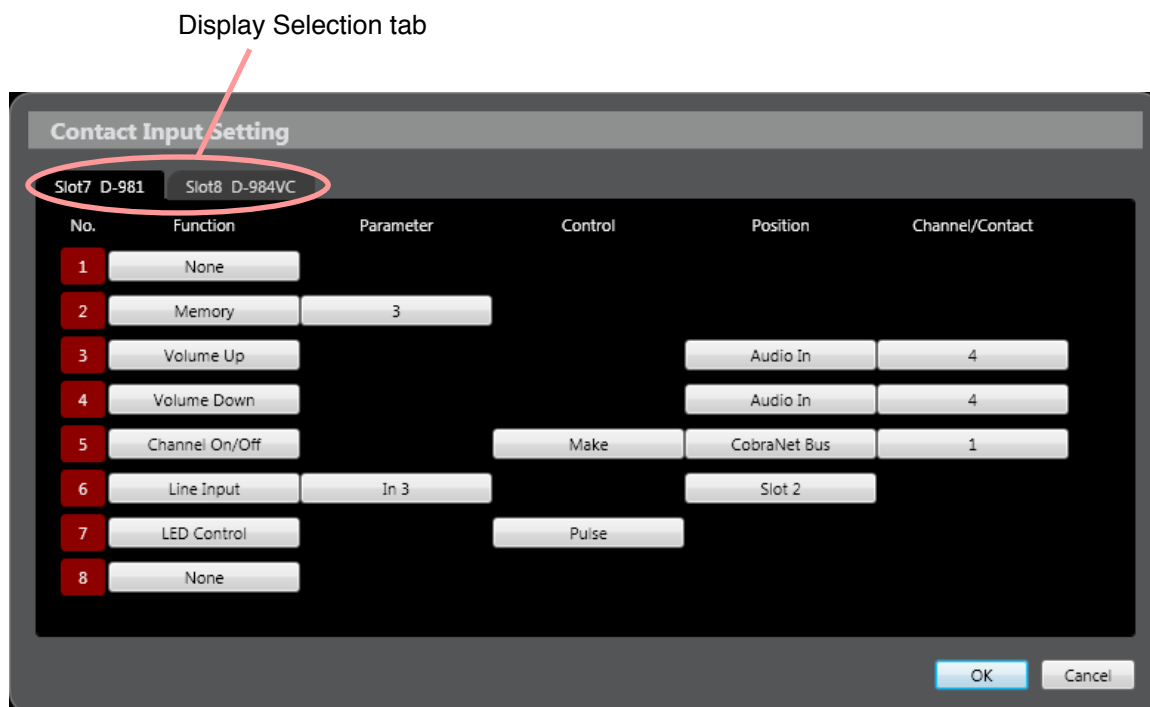 Display Selection tab
Contact Input Setting
Slot7 D-981 Slot8 D-984VC
No. Function Parameter Control Position Channel/Contact
1 None
2 Memory 3
3 Volume Up Audio In 4
4 Volume Down Audio In 4
5 Channel On/Off Make CobraNet Bus 1
6 Line Input In 3 Slot 2
7 LED Control Pulse
8 None
OK Cancel